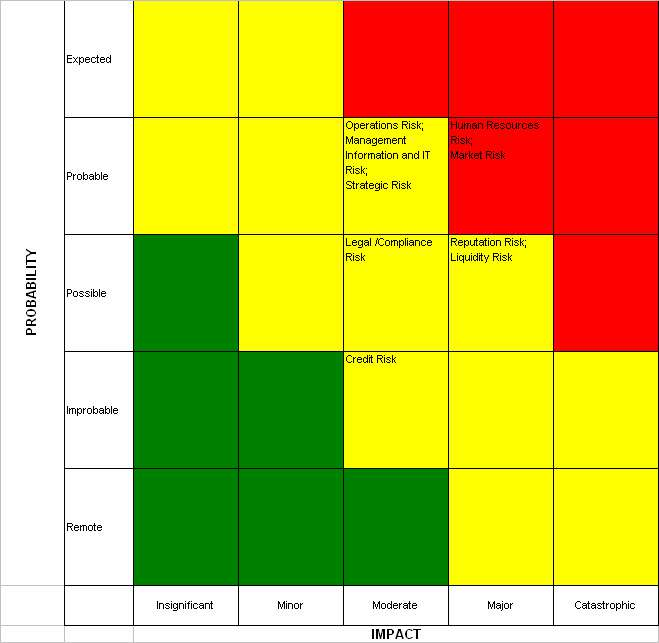 Expected
Probable
Operations Risk;
Management
Information and IT
Risk;
Strategic Risk
Human Resources
Risk;
Market Risk
PROBABILITY
Possible
Legal /Compliance
Risk
Reputation Risk;
Liquidity Risk
Improbable
Credit Risk
Remote
Insignificant
Minor
Moderate
Major
Catastrophic
IMPACT